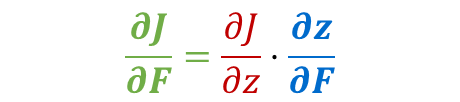 ∂J/∂F = ∂J/∂z · ∂z/∂F